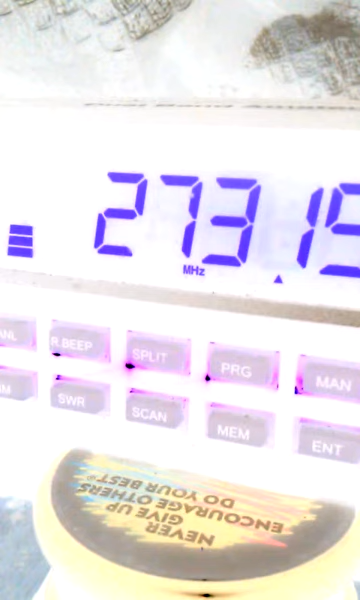 273.15
MHz
ANL R.BEEP SPLIT PRG MAN
SWR SCAN MEM ENT
NEVER
GIVE UP
ENCOURAGE OTHERS
DO YOUR BEST®